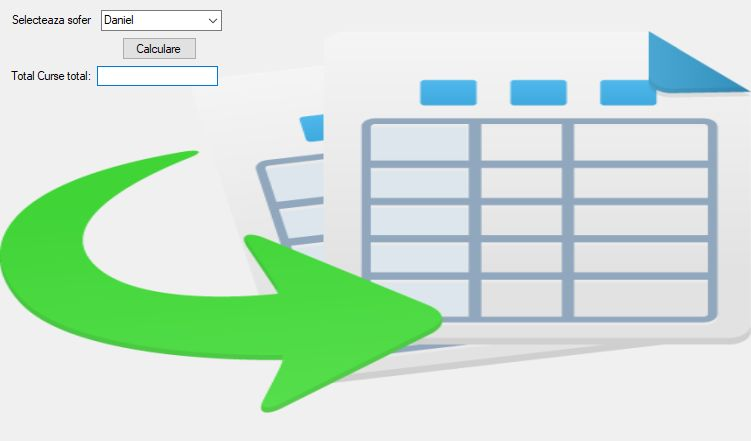 Selecteaza sofer Daniel
Calculare
Total Curse total: